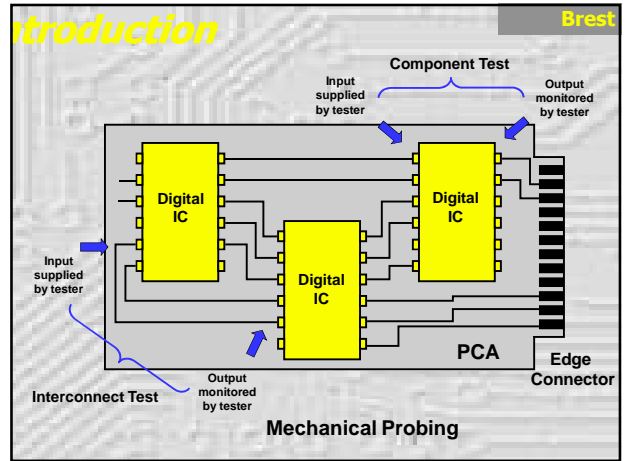 ntroduction
Brest
Component Test
Input
supplied
by tester
Output
monitored
by tester
Digital
IC
Digital
IC
Digital
IC
Input
supplied
by tester
PCA
Edge
Connector
Interconnect Test
Output
monitored
by tester
Mechanical Probing